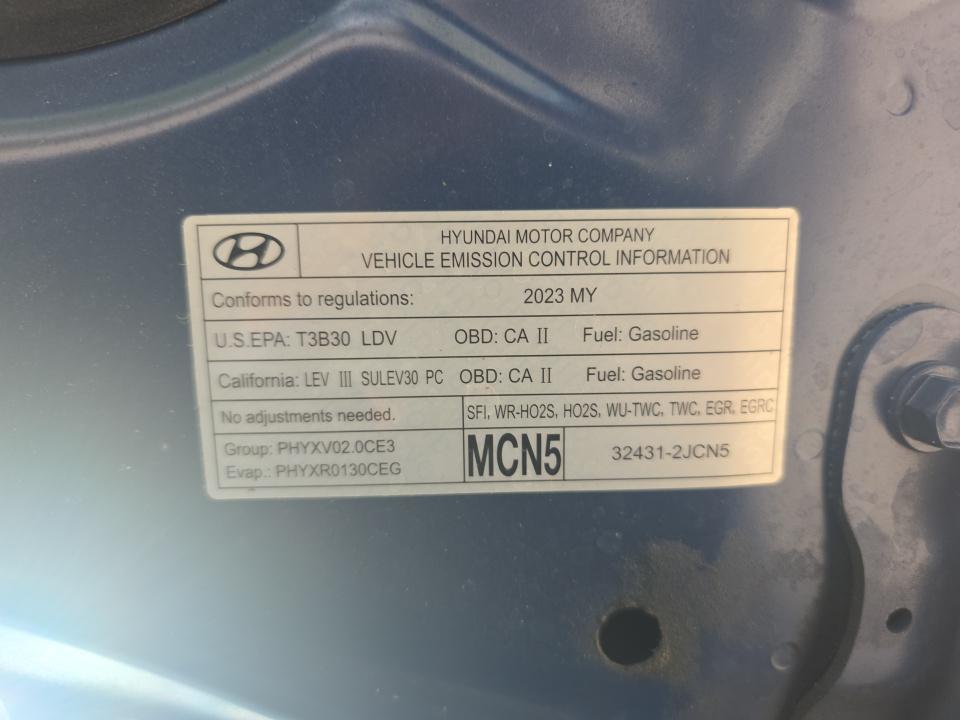 HYUNDAI MOTOR COMPANY
VEHICLE EMISSION CONTROL INFORMATION
Conforms to regulations: 2023 MY
U.S.EPA: T3B30 LDV OBD: CA II Fuel: Gasoline
California: LEV III SULEV30 PC OBD: CA II Fuel: Gasoline
No adjustments needed. SFI, WR-HO2S, HO2S, WU-TWC, TWC, EGR, EGRC
Group: PHYXV02.0CE3
Evap.: PHYXR0130CEG
MCN5 32431-2JCN5